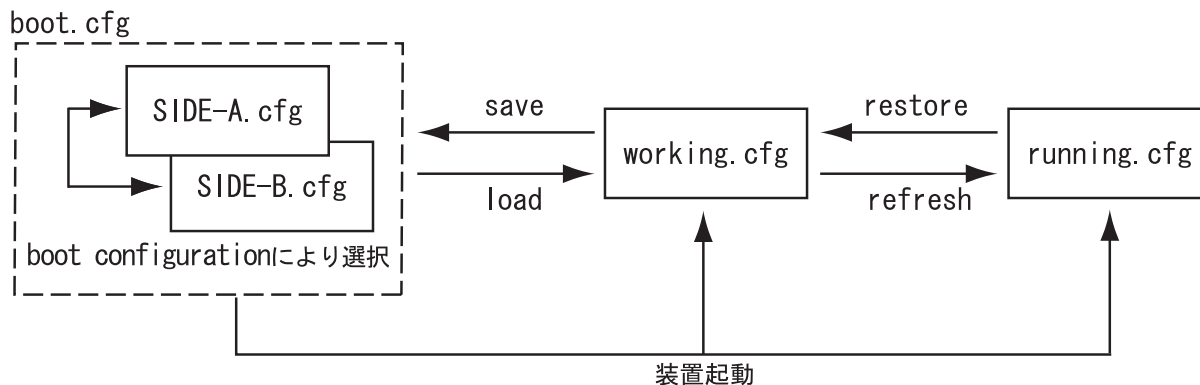 boot.cfg
SIDE-A.cfg
SIDE-B.cfg
boot configurationにより選択
save
load
working.cfg
restore
refresh
running.cfg
装置起動